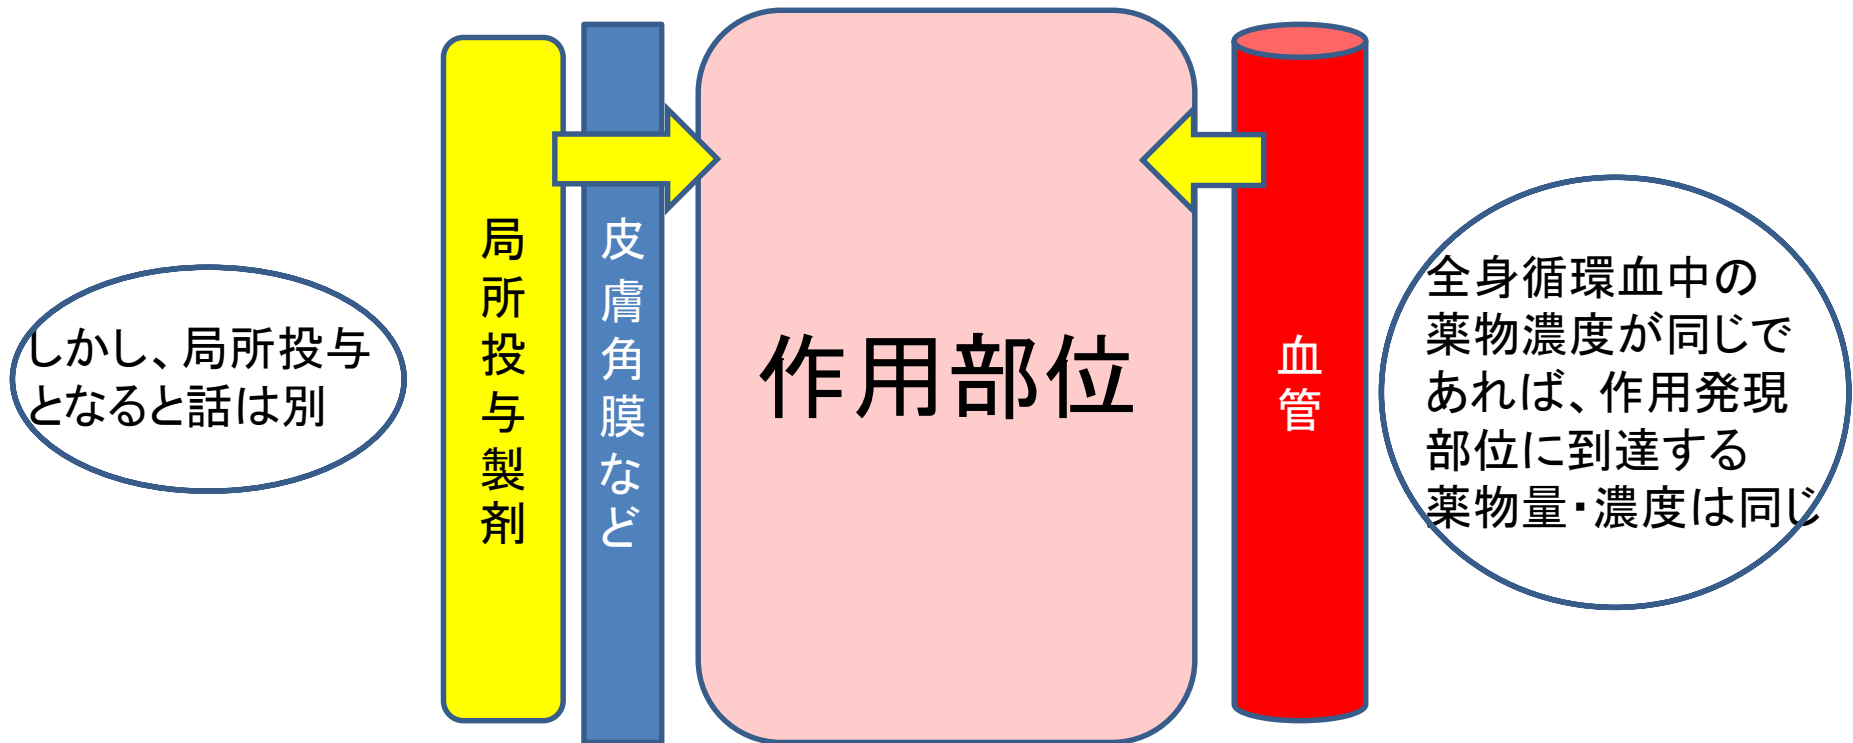 しかし、局所投与
となると話は別
局所投与製剤
皮膚角膜など
作用部位
血管
全身循環血中の
薬物濃度が同じで
あれば、作用発現
部位に到達する
薬物量・濃度は同じ